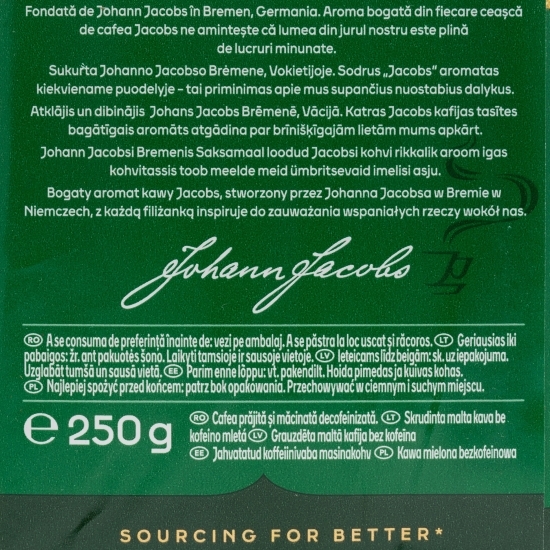 Fondată de Johann Jacobs în Bremen, Germania. Aroma bogată din fiecare ceașcă
de cafea Jacobs ne amintește că lumea din jurul nostru este plină
de lucruri minunate.
Sukurta Johanno Jacobso Brėmene, Vokietijoje. Sodrus „Jacobs“ aromatas
kiekviename puodelyje – tai priminimas apie mus supančius nuostabius dalykus.
Atklājis un dibinājis Johans Jacobs Brēmenē, Vācijā. Katras Jacobs kafijas tasītes
bagātīgais aromāts atgādina par brīnišķīgajām lietām mums apkārt.
Johann Jacobsi Bremenis Saksamaal loodud Jacobsi kohvi rikkalik aroom igas
kohvitassis toob meelde meid ümbritsevaid imelisi asju.
Bogaty aromat kawy Jacobs, stworzony przez Johanna Jacobsa w Bremie w
Niemczech, z każdą filiżanką inspiruje do zauważania wspaniałych rzeczy wokół nas.
Johann Jacobs
RO A se consuma de preferință înainte de: vezi pe ambalaj. A se păstra la loc uscat și răcoros. LT Geriausias iki
pabaigos: žr. ant pakuotės šono. Laikyti tamsioje ir sausoje vietoje. LV Ieteicams līdz beigām: sk. uz iepakojuma.
Uzglabāt tumšā un sausā vietā. EE Parim enne lõppu: vt. pakendilt. Hoida pimedas ja kuivas kohas.
PL Najlepiej spożyć przed końcem: patrz bok opakowania. Przechowywać w ciemnym i suchym miejscu.
℮ 250 g
RO Cafea prăjită și măcinată decofeinizată. LT Skrudinta malta kava be
kofeino mletá LV Grauzdēta maltā kafija bez kofeīna
EE Jahvatatud kofeiinivaba masinakohv PL Kawa mielona bezkofeinowa
SOURCING FOR BETTER*